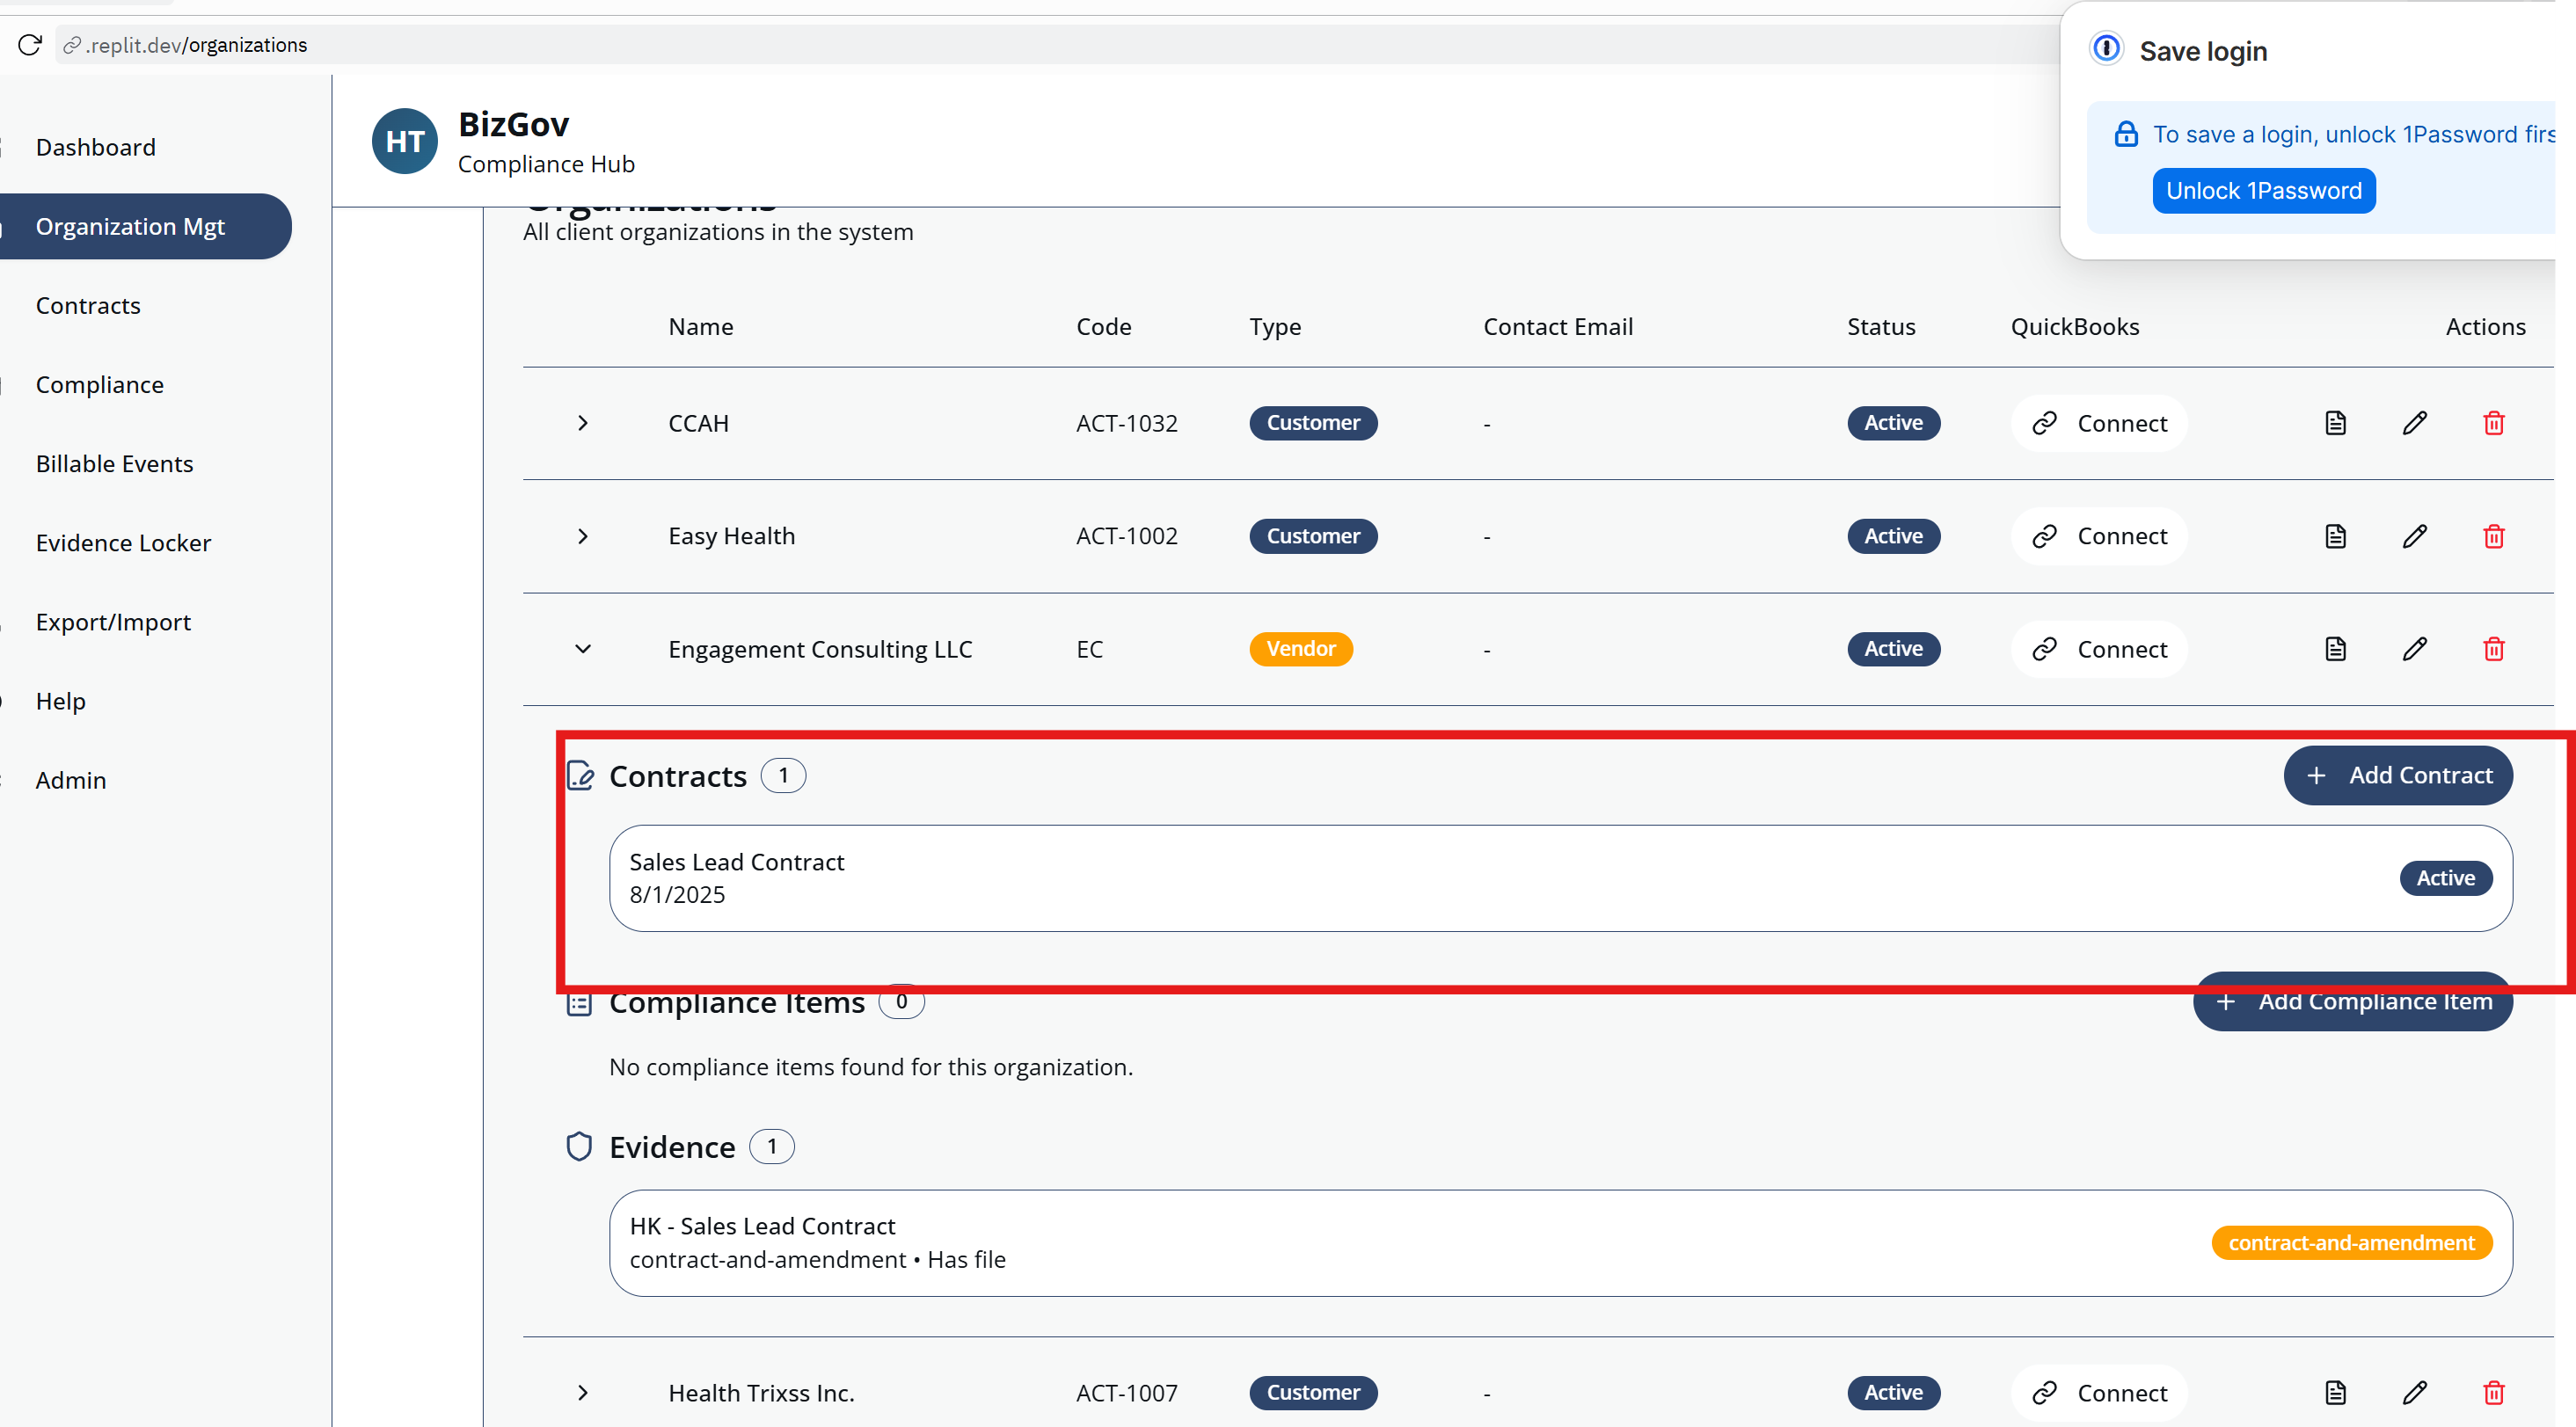 .replit.dev/organizations
Save login
To save a login, unlock 1Password
Unlock 1Password
HT
BizGov
Compliance Hub
Dashboard
Organization Mgt
Contracts
Compliance
Billable Events
Evidence Locker
Export/Import
Help
Admin
Organizations
All client organizations in the system
Name Code Type Contact Email Status QuickBooks Actions
CCAH ACT-1032 Customer - Active Connect
Easy Health ACT-1002 Customer - Active Connect
Engagement Consulting LLC EC Vendor - Active Connect
Contracts 1 + Add Contract
Sales Lead Contract
8/1/2025
Active
Compliance Items 0 + Add Compliance Item
No compliance items found for this organization.
Evidence 1
HK - Sales Lead Contract
contract-and-amendment • Has file
contract-and-amendment
Health Trixss Inc. ACT-1007 Customer - Active Connect